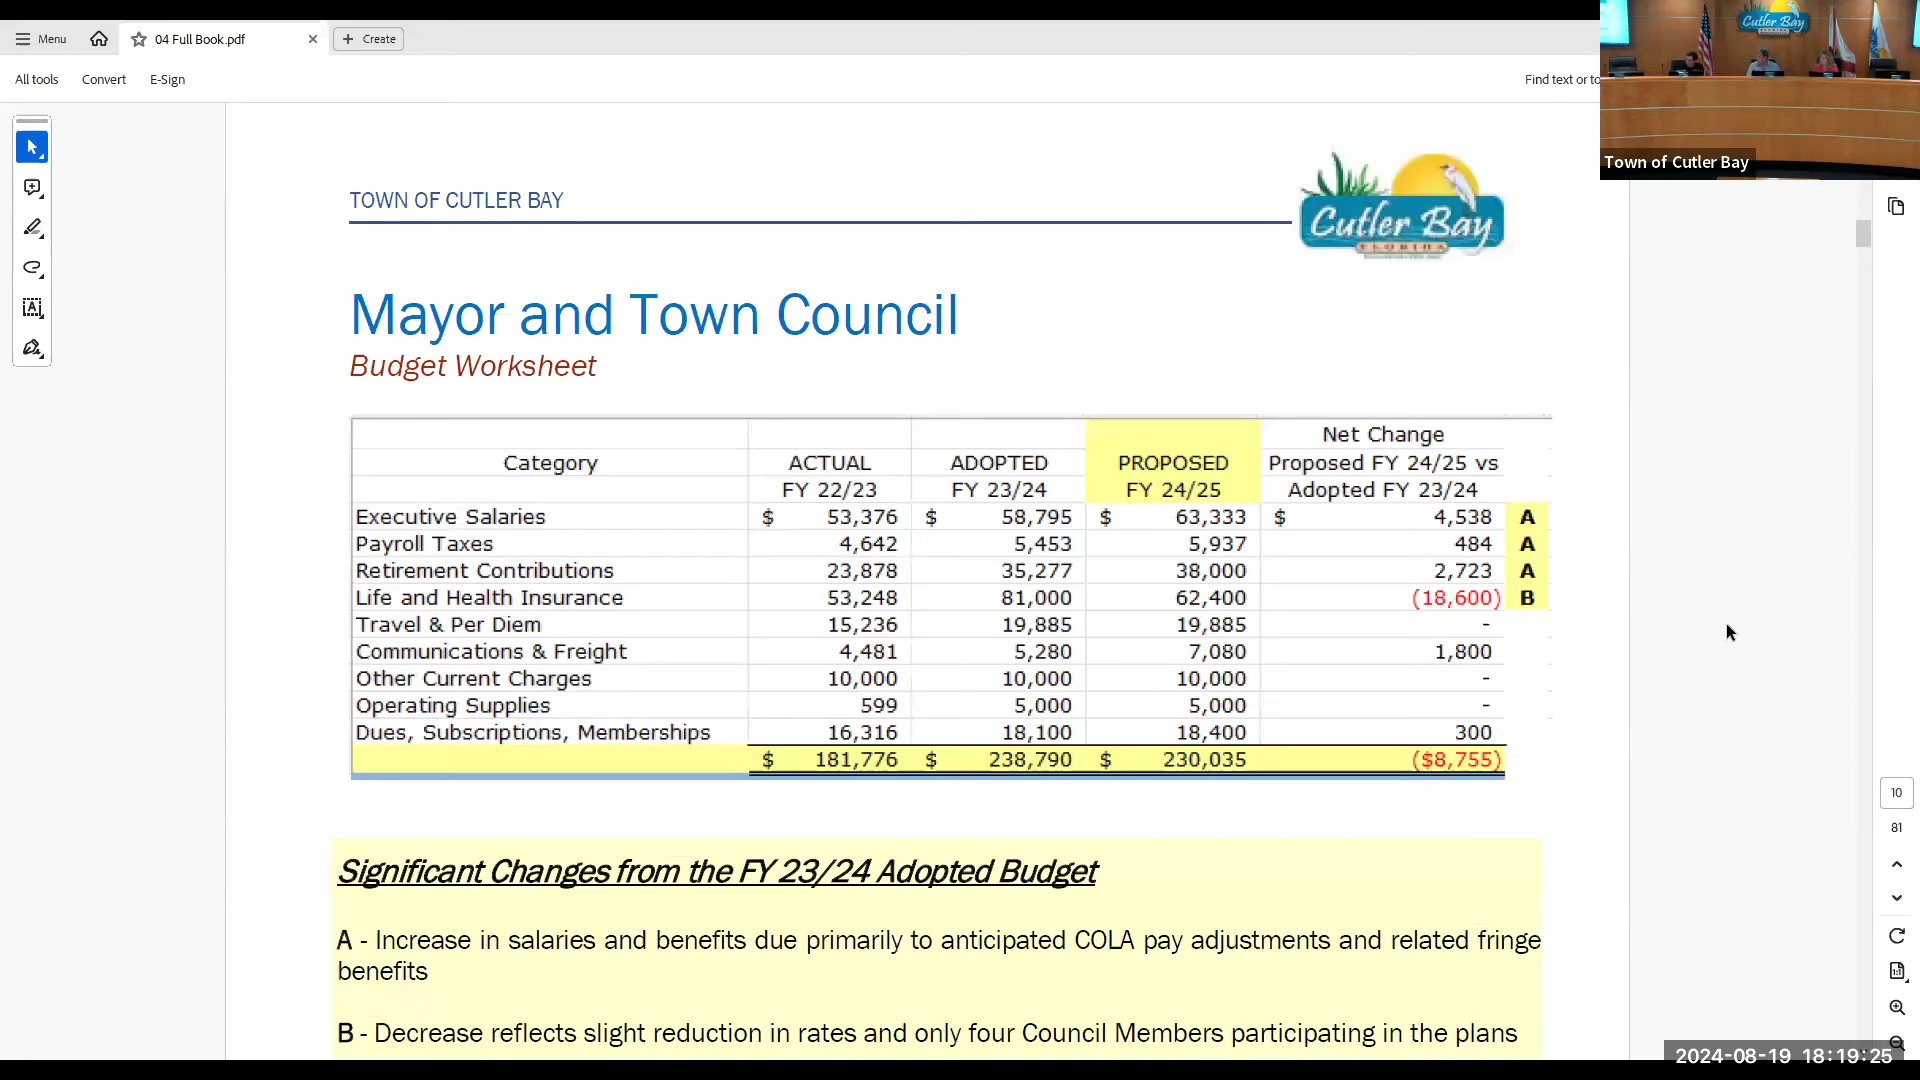 Menu
04 Full Book.pdf
Create
All tools
Convert
E-Sign
Find text or to
Cutler Bay
Town of Cutler Bay
TOWN OF CUTLER BAY
Cutler Bay
FLORIDA
Mayor and Town Council
Budget Worksheet
Net Change
Category ACTUAL ADOPTED PROPOSED Proposed FY 24/25 vs
FY 22/23 FY 23/24 FY 24/25 Adopted FY 23/24
Executive Salaries $ 53,376 $ 58,795 $ 63,333 $ 4,538 A
Payroll Taxes 4,642 5,453 5,937 484 A
Retirement Contributions 23,878 35,277 38,000 2,723 A
Life and Health Insurance 53,248 81,000 62,400 (18,600) B
Travel & Per Diem 15,236 19,885 19,885 -
Communications & Freight 4,481 5,280 7,080 1,800
Other Current Charges 10,000 10,000 10,000 -
Operating Supplies 599 5,000 5,000 -
Dues, Subscriptions, Memberships 16,316 18,100 18,400 300
$ 181,776 $ 238,790 $ 230,035 ($8,755)
Significant Changes from the FY 23/24 Adopted Budget
A - Increase in salaries and benefits due primarily to anticipated COLA pay adjustments and related fringe
benefits
B - Decrease reflects slight reduction in rates and only four Council Members participating in the plans
10
81
2024-08-19 18:19:25